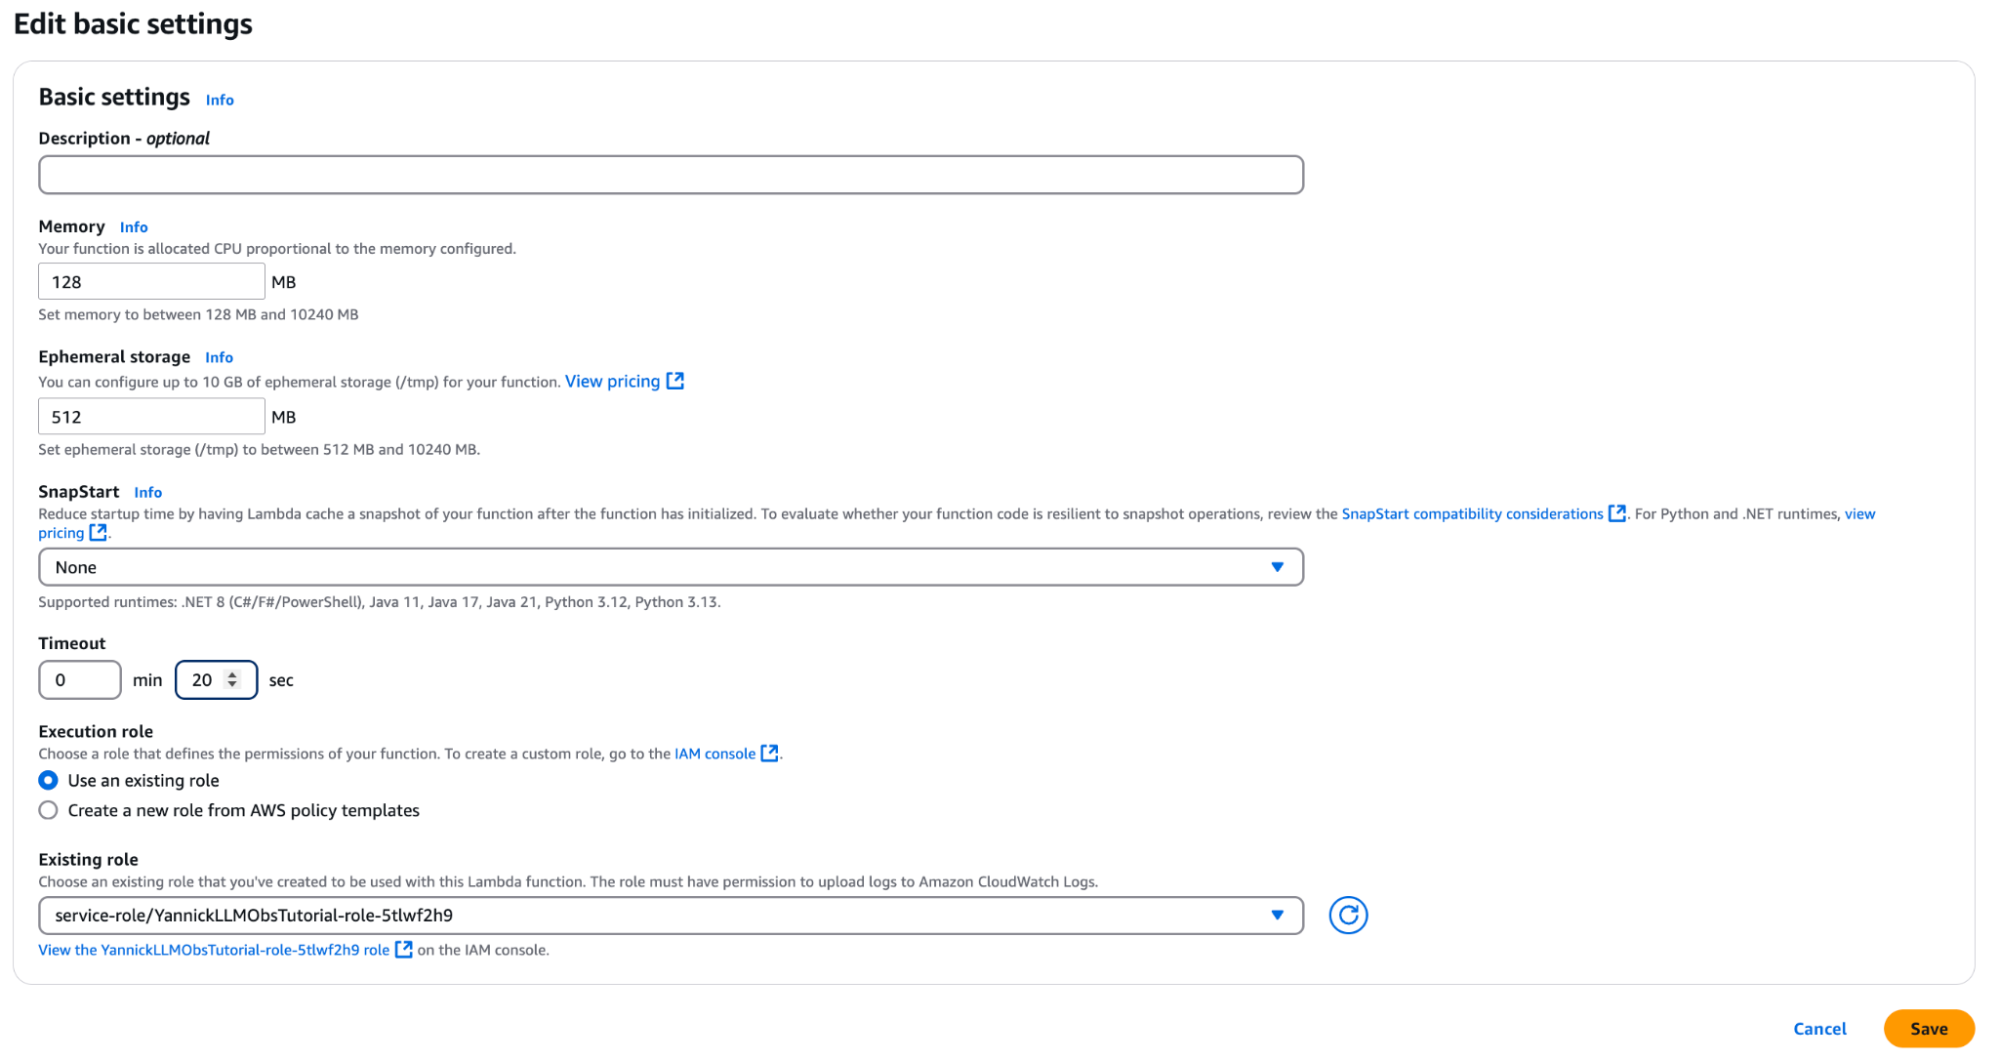 Edit basic settings
Basic settings Info
Description - optional
Memory Info
Your function is allocated CPU proportional to the memory configured.
128 MB
Set memory to between 128 MB and 10240 MB
Ephemeral storage Info
You can configure up to 10 GB of ephemeral storage (/tmp) for your function. View pricing
512 MB
Set ephemeral storage (/tmp) to between 512 MB and 10240 MB.
SnapStart Info
Reduce startup time by having Lambda cache a snapshot of your function after the function has initialized. To evaluate whether your function code is resilient to snapshot operations, review the SnapStart compatibility considerations. For Python and .NET runtimes, view
pricing.
None
Supported runtimes: .NET 8 (C#/F#/PowerShell), Java 11, Java 17, Java 21, Python 3.12, Python 3.13.
Timeout
0 min 20 sec
Execution role
Choose a role that defines the permissions of your function. To create a custom role, go to the IAM console.
Use an existing role
Create a new role from AWS policy templates
Existing role
Choose an existing role that you've created to be used with this Lambda function. The role must have permission to upload logs to Amazon CloudWatch Logs.
service-role/YannickLLMObsTutorial-role-5tlwf2h9
View the YannickLLMObsTutorial-role-5tlwf2h9 role on the IAM console.
Cancel Save